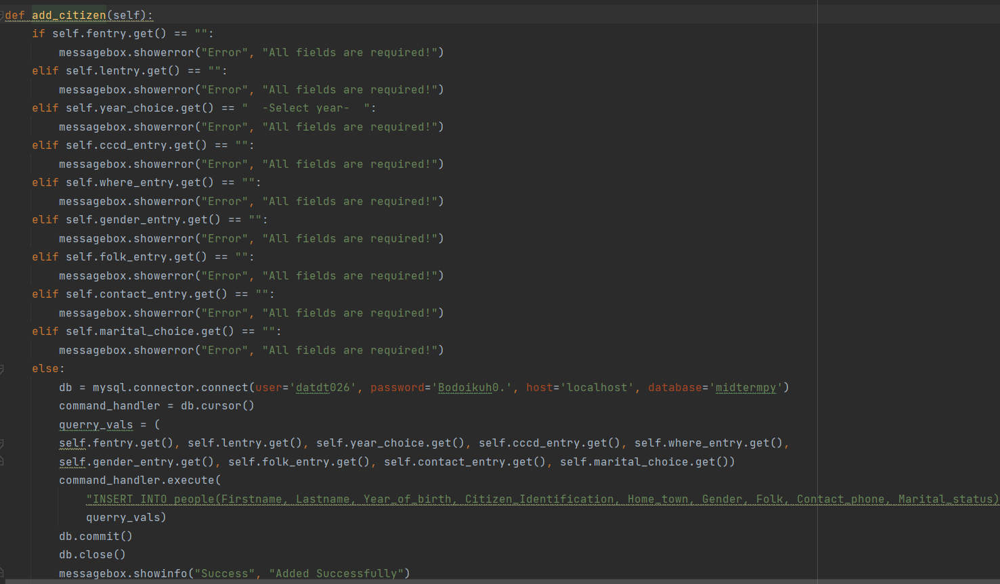 def add_citizen(self):
    if self.fentry.get() == "":
        messagebox.showerror("Error", "All fields are required!")
    elif self.lentry.get() == "":
        messagebox.showerror("Error", "All fields are required!")
    elif self.year_choice.get() == "  -Select year-  ":
        messagebox.showerror("Error", "All fields are required!")
    elif self.cccd_entry.get() == "":
        messagebox.showerror("Error", "All fields are required!")
    elif self.where_entry.get() == "":
        messagebox.showerror("Error", "All fields are required!")
    elif self.gender_entry.get() == "":
        messagebox.showerror("Error", "All fields are required!")
    elif self.folk_entry.get() == "":
        messagebox.showerror("Error", "All fields are required!")
    elif self.contact_entry.get() == "":
        messagebox.showerror("Error", "All fields are required!")
    elif self.marital_choice.get() == "":
        messagebox.showerror("Error", "All fields are required!")
    else:
        db = mysql.connector.connect(user='datdt026', password='Bodoikuh0.', host='localhost', database='midtermpy')
        command_handler = db.cursor()
        querry_vals = (
        self.fentry.get(), self.lentry.get(), self.year_choice.get(), self.cccd_entry.get(), self.where_entry.get(),
        self.gender_entry.get(), self.folk_entry.get(), self.contact_entry.get(), self.marital_choice.get())
        command_handler.execute(
            "INSERT INTO people(Firstname, Lastname, Year_of_birth, Citizen_Identification, Home_town, Gender, Folk, Contact_phone, Marital_status)
            querry_vals)
        db.commit()
        db.close()
        messagebox.showinfo("Success", "Added Successfully")